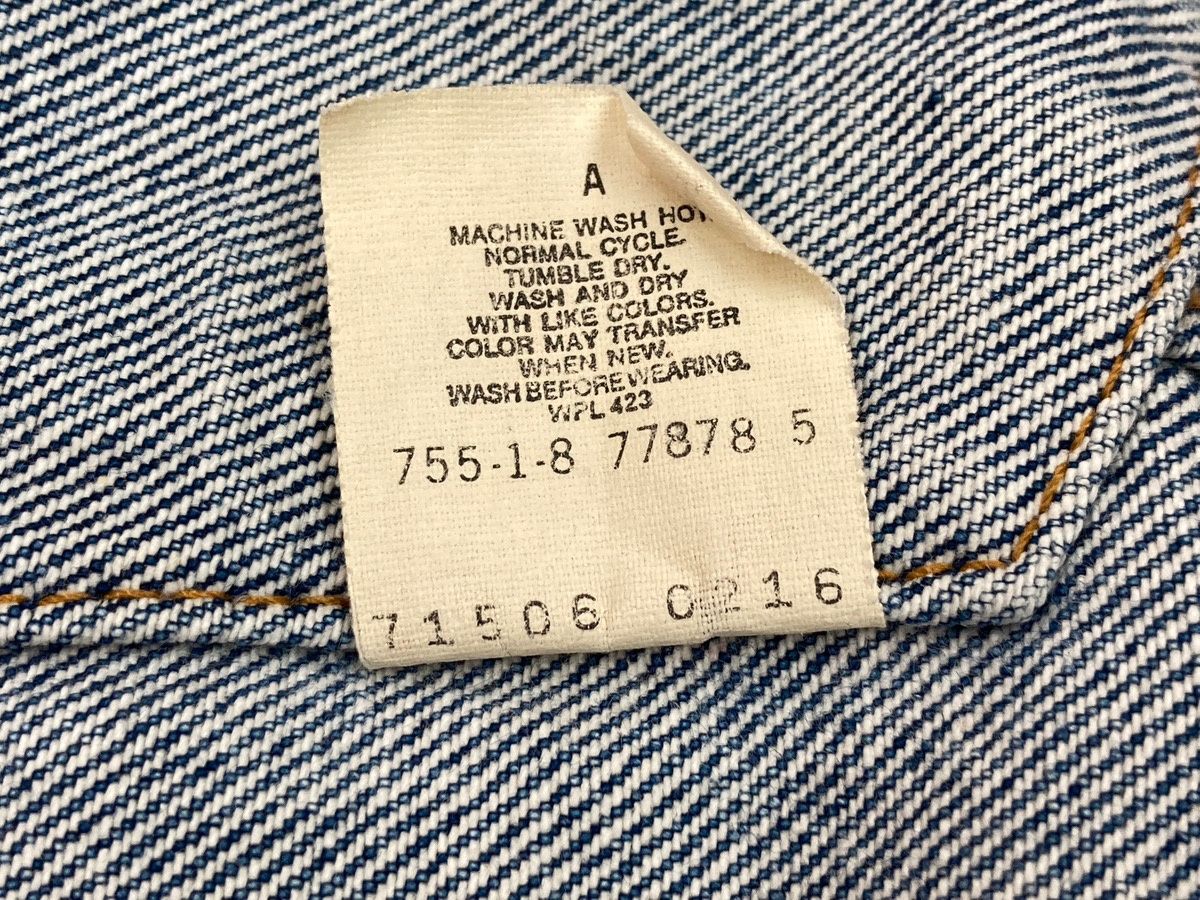 A
MACHINE WASH HOT.
NORMAL CYCLE.
TUMBLE DRY.
WASH AND DRY
WITH LIKE COLORS.
COLOR MAY TRANSFER
WHEN NEW.
WASH BEFORE WEARING.
WPL 423
755-1-8 77878 5
71506 0216